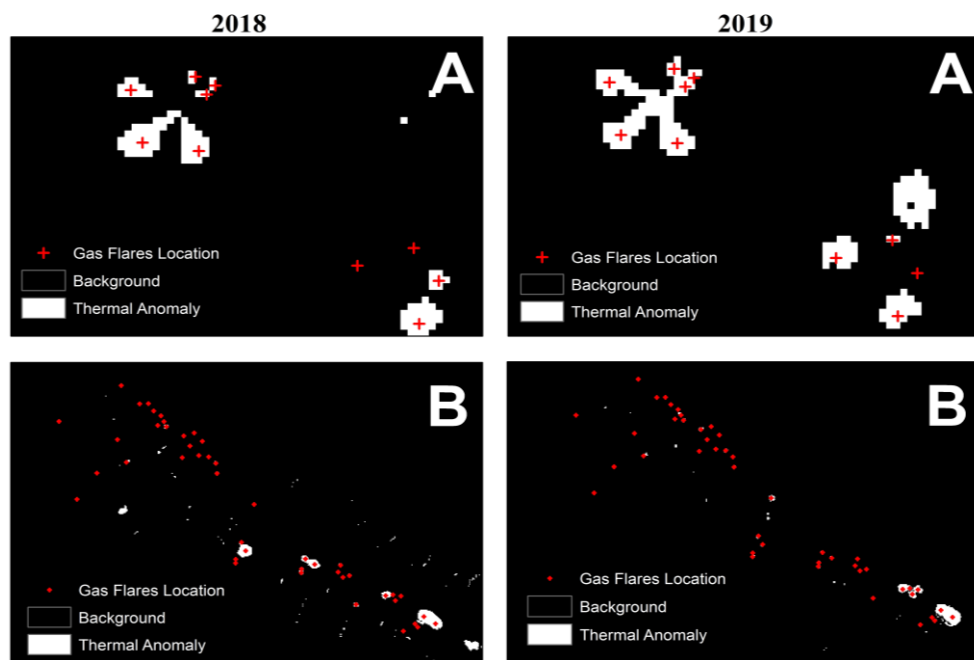 2018
2019
A
A
Gas Flares Location
Background
Thermal Anomaly
Gas Flares Location
Background
Thermal Anomaly
B
B
Gas Flares Location
Background
Thermal Anomaly
Gas Flares Location
Background
Thermal Anomaly